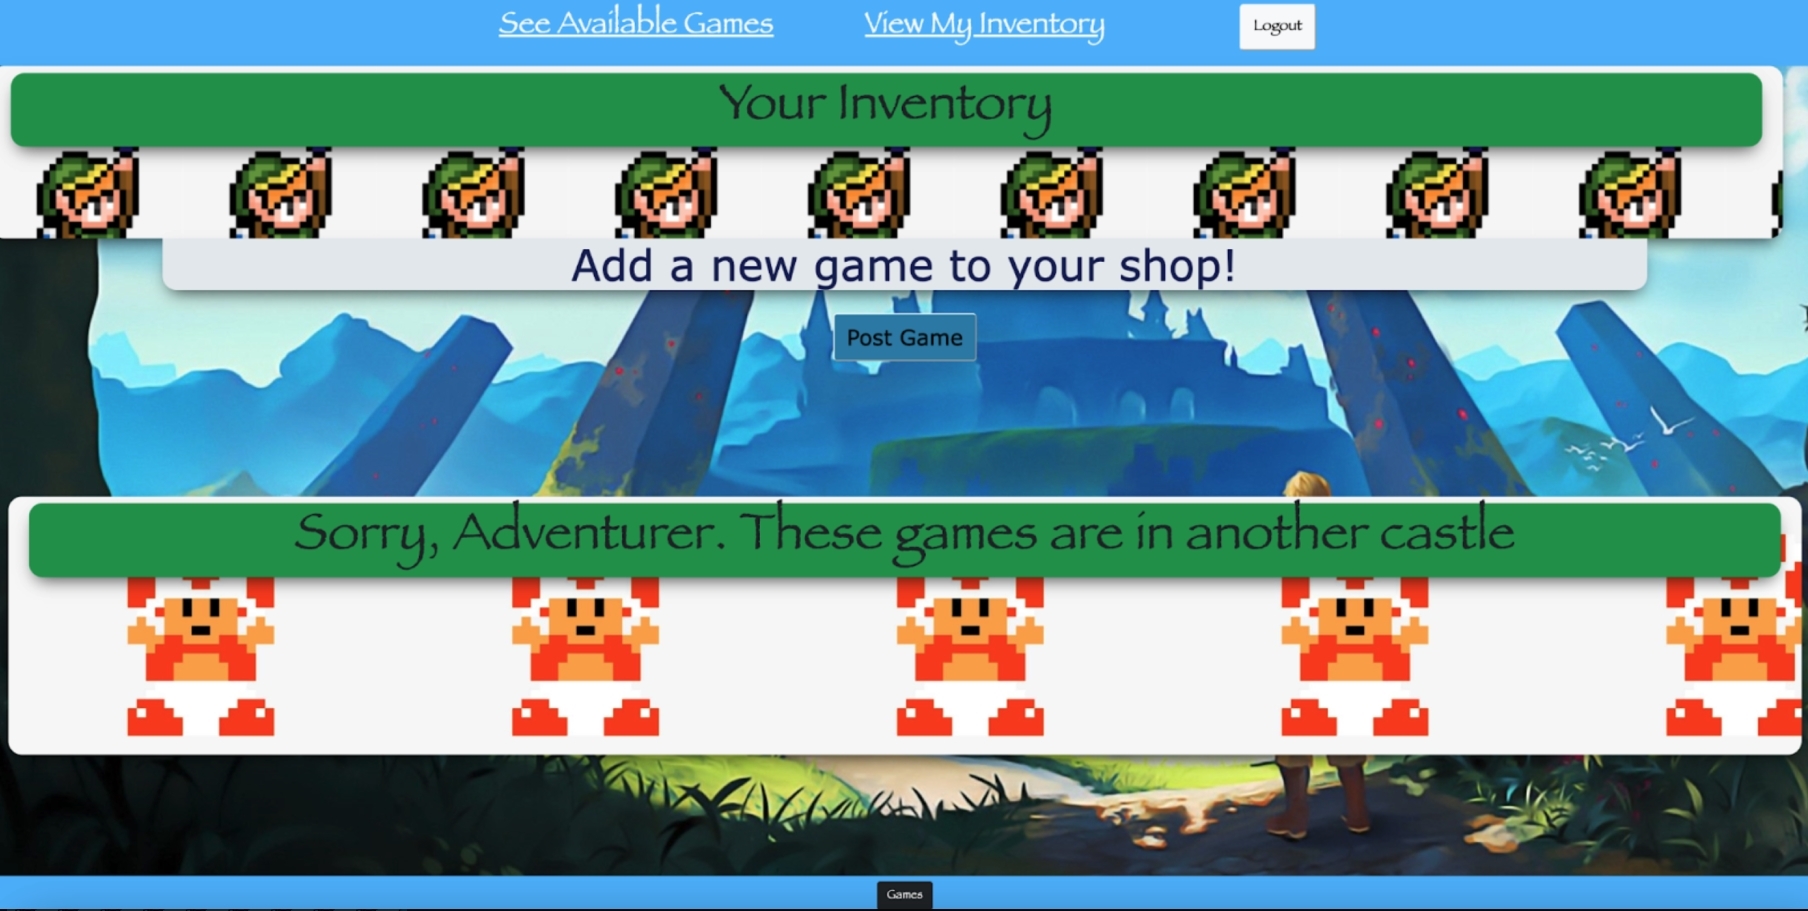 See Available Games
View My Inventory
Logout
Your Inventory
Add a new game to your shop!
Post Game
Sorry, Adventurer. These games are in another castle
Games